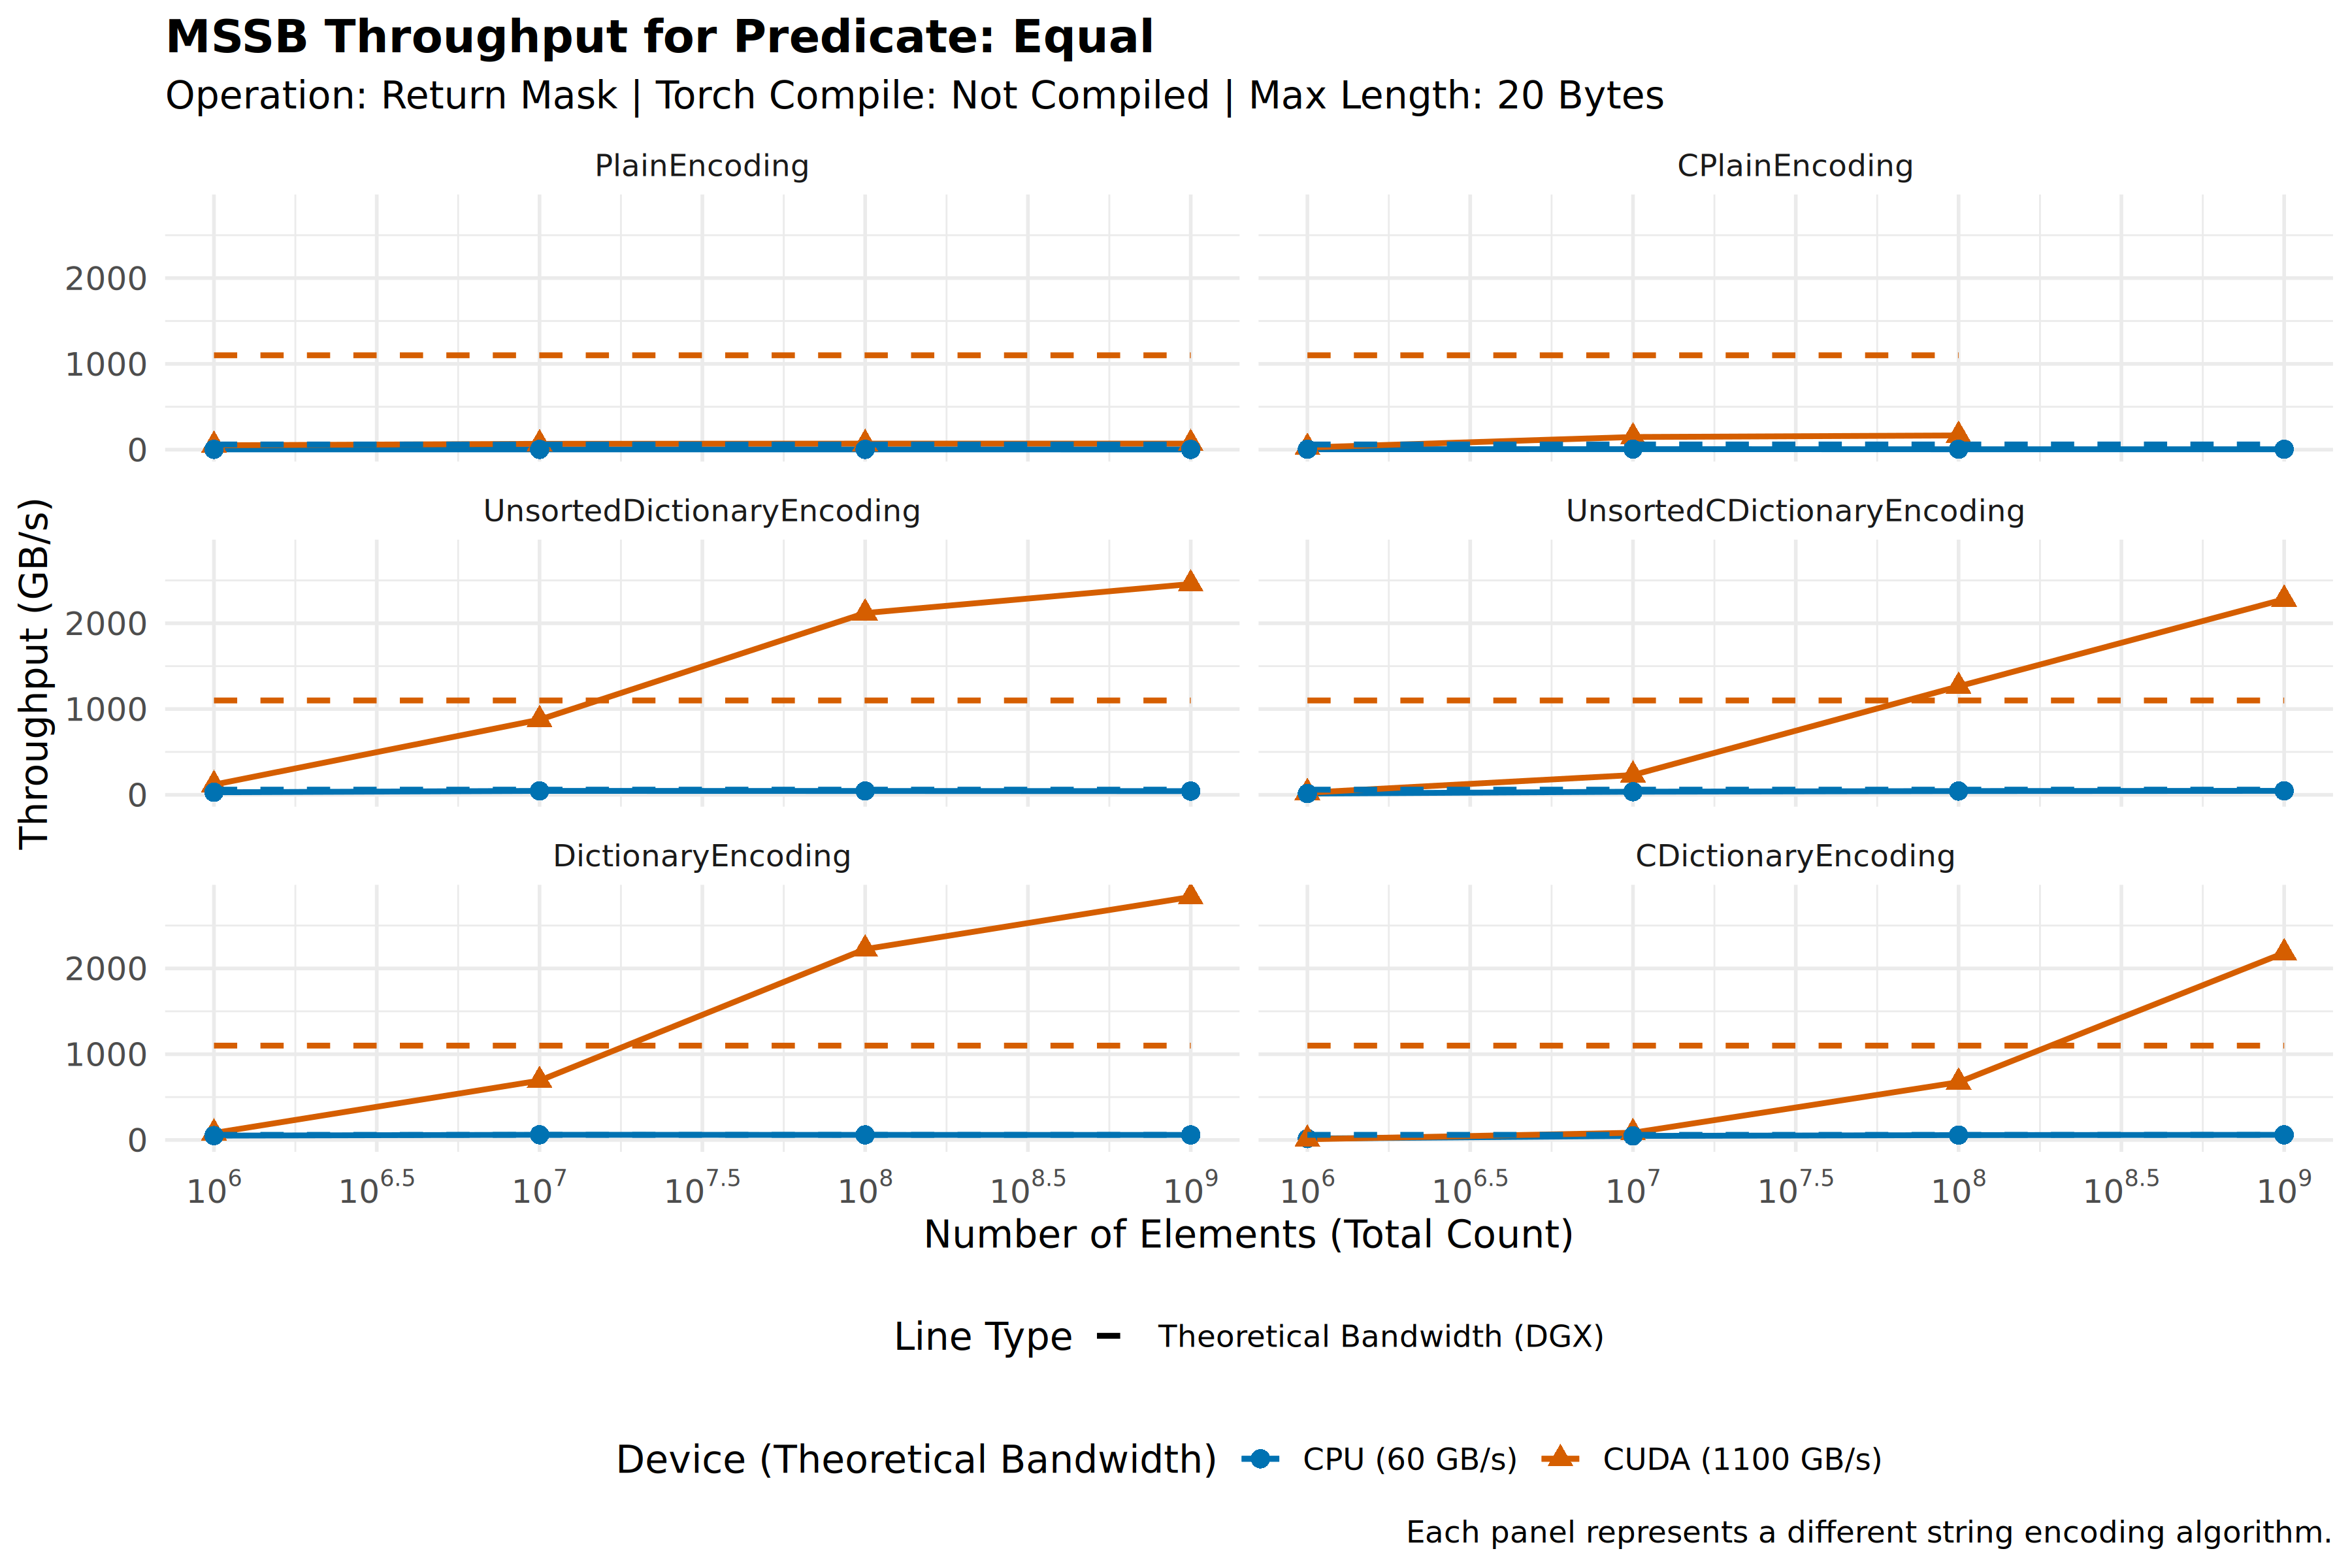 MSSB Throughput for Predicate: Equal
Operation: Return Mask | Torch Compile: Not Compiled | Max Length: 20 Bytes
PlainEncoding
CPlainEncoding
2000
1000
0
UnsortedDictionaryEncoding
UnsortedCDictionaryEncoding
2000
1000
0
DictionaryEncoding
CDictionaryEncoding
2000
1000
0
Throughput (GB/s)
10^6 10^6.5 10^7 10^7.5 10^8 10^8.5 10^9 10^6 10^6.5 10^7 10^7.5 10^8 10^8.5 10^9
Number of Elements (Total Count)
Line Type Theoretical Bandwidth (DGX)
Device (Theoretical Bandwidth) CPU (60 GB/s) CUDA (1100 GB/s)
Each panel represents a different string encoding algorithm.